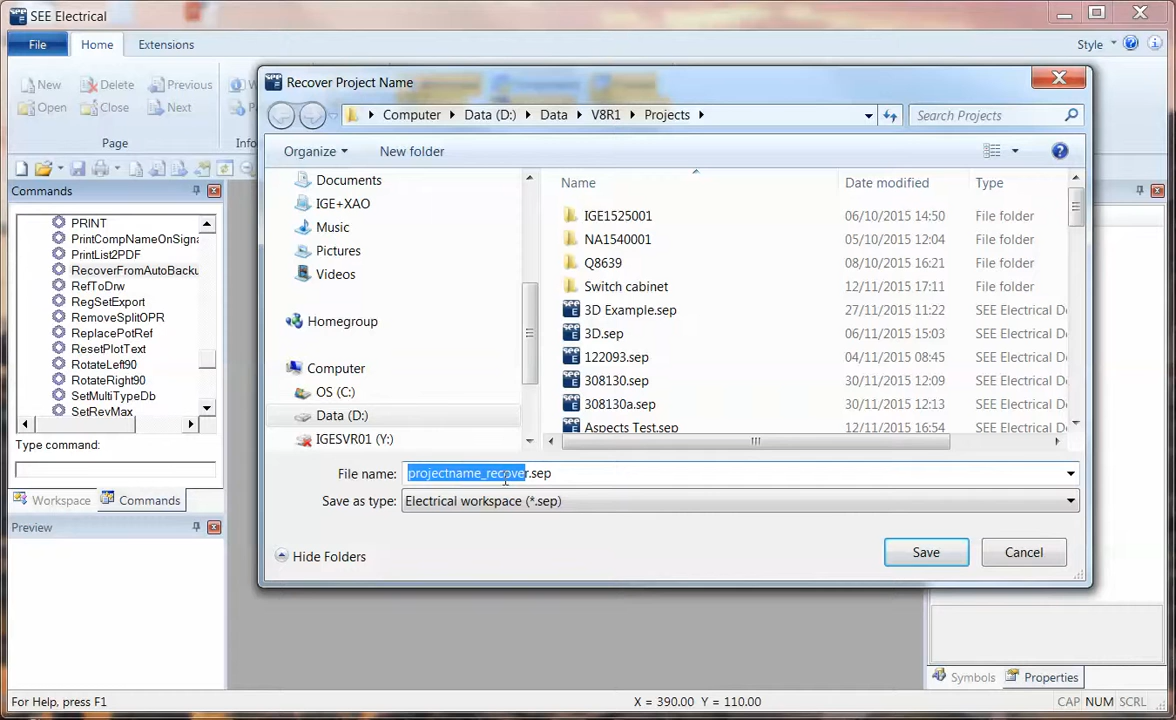 SEE Electrical
File Home Extensions Style
New Delete Previous
Open Close Next
Page
Commands
PRINT
PrintCompNameOnSigna
PrintList2PDF
RecoverFromAutoBacku
RefToDrw
RegSetExport
RemoveSplitOPR
ReplacePotRef
ResetPlotText
RotateLeft90
RotateRight90
SetMultiTypeDb
SetRevMax
Type command:
Workspace Commands
Preview
Recover Project Name
Computer Data (D:) Data V8R1 Projects
Search Projects
Organize New folder
Documents
IGE+XAO
Music
Pictures
Videos
Homegroup
Computer
OS (C:)
Data (D:)
IGESVR01 (Y:)
Name Date modified Type
IGE1525001 06/10/2015 14:50 File folder
NA1540001 05/10/2015 12:04 File folder
Q8639 08/10/2015 16:21 File folder
Switch cabinet 12/11/2015 17:11 File folder
3D Example.sep 27/11/2015 11:22 SEE Electrical De
3D.sep 06/11/2015 15:03 SEE Electrical De
122093.sep 04/11/2015 08:45 SEE Electrical De
308130.sep 30/11/2015 12:09 SEE Electrical De
308130a.sep 30/11/2015 12:13 SEE Electrical De
Aspects Test.sep 12/11/2015 16:54 SEE Electrical De
File name: projectname_recover.sep
Save as type: Electrical workspace (*.sep)
Hide Folders Save Cancel
Symbols Properties
For Help, press F1 X = 390.00 Y = 110.00 CAP NUM SCRL